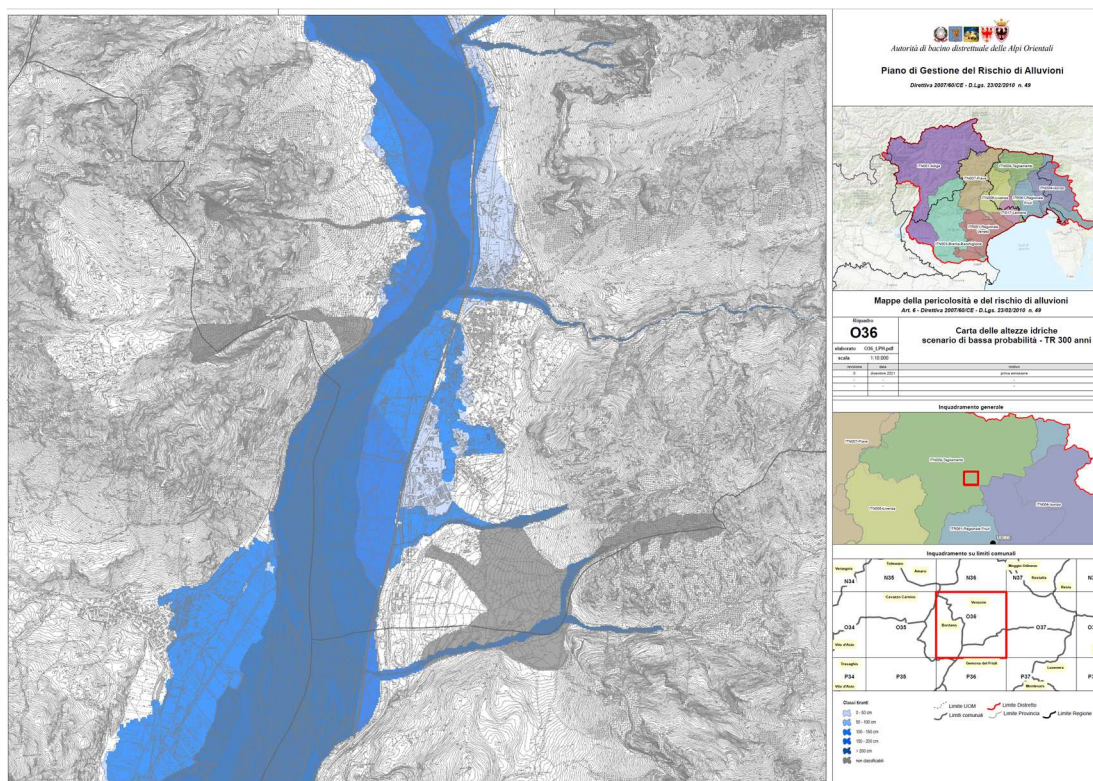 Autorità di bacino distrettuale delle Alpi Orientali
Piano di Gestione del Rischio di Alluvioni
Direttiva 2007/60/CE - D.Lgs. 23/02/2010 n. 49
Mappe della pericolosità e del rischio di alluvioni
Art. 6 - Direttiva 2007/60/CE - D.Lgs. 23/02/2010 n. 49
Riquadro
O36
Carta delle altezze idriche
scenario di bassa probabilità - TR 300 anni
elaborato O36_LPH.pdf
scala 1:10.000
revisione data motivo
0 dicembre 2021 prima emissione
Inquadramento generale
UDINE
Inquadramento su limiti comunali
N34 N35 N36 N37
Amaro
Cavazzo Carnico
Venzone
O34 O35 O36 O37
Bordano
Gemona del Friuli
P34 P35 P36 P37
Classi tiranti
0 - 50 cm
50 - 100 cm
100 - 150 cm
150 - 200 cm
> 200 cm
non classificabili
Limite UOM
Limiti comunali
Limite Distretto
Limite Provincia
Limite Regione